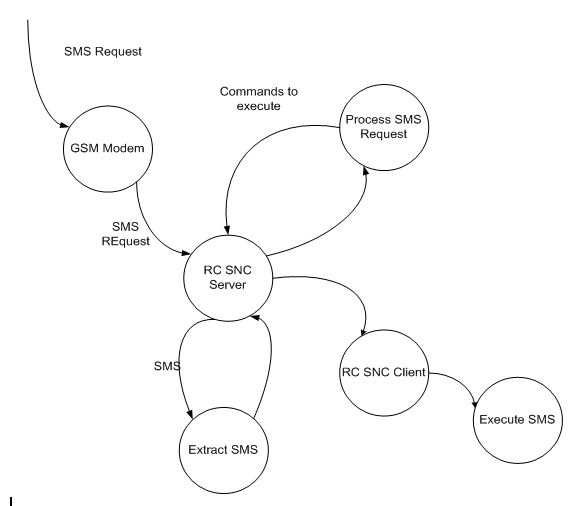 SMS Request
Commands to
execute
Process SMS
Request
GSM Modem
SMS
REquest
RC SNC
Server
SMS
RC SNC Client
Execute SMS
Extract SMS